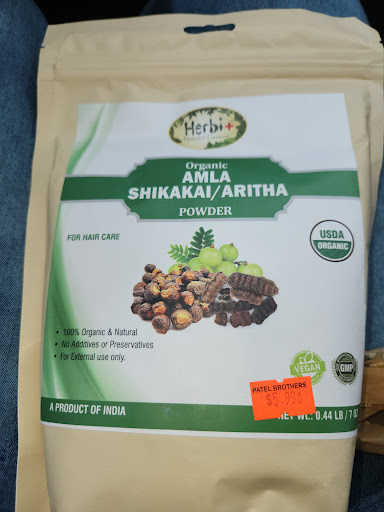 Herbi+
Organic
AMLA
SHIKAKAI/ARITHA
POWDER
FOR HAIR CARE
USDA
ORGANIC
• 100% Organic & Natural
• No Additives or Preservatives
• For External use only.
VEGAN
GMP
PATEL BROTHERS
A PRODUCT OF INDIA
NET WE: 0.44 LB / 7 OZ